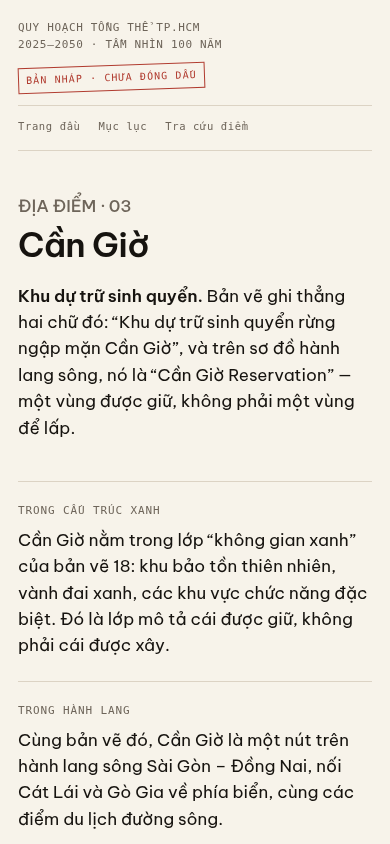 QUY HOẠCH TỔNG THỂ TP.HCM
2025–2050 · TẦM NHÌN 100 NĂM
BẢN NHÁP · CHƯA ĐÓNG DẤU
Trang đầu Mục lục Tra cứu điểm
ĐỊA ĐIỂM · 03
Cần Giờ
Khu dự trữ sinh quyển. Bản vẽ ghi thẳng
hai chữ đó: “Khu dự trữ sinh quyển rừng
ngập mặn Cần Giờ”, và trên sơ đồ hành
lang sông, nó là “Cần Giờ Reservation” —
một vùng được giữ, không phải một vùng
để lấp.
TRONG CẤU TRÚC XANH
Cần Giờ nằm trong lớp “không gian xanh”
của bản vẽ 18: khu bảo tồn thiên nhiên,
vành đai xanh, các khu vực chức năng đặc
biệt. Đó là lớp mô tả cái được giữ, không
phải cái được xây.
TRONG HÀNH LANG
Cùng bản vẽ đó, Cần Giờ là một nút trên
hành lang sông Sài Gòn – Đồng Nai, nối
Cát Lái và Gò Gia về phía biển, cùng các
điểm du lịch đường sông.